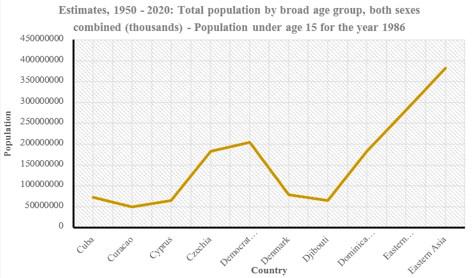 Estimates, 1950 - 2020: Total population by broad age group, both sexes
combined (thousands) - Population under age 15 for the year 1986
450000000
400000000
350000000
300000000
250000000
200000000
150000000
100000000
50000000
0
Population
Cuba
Curacao
Cyprus
Czechia
Democrat…
Denmark
Djibouti
Dominica…
Eastern…
Eastern Asia
Country